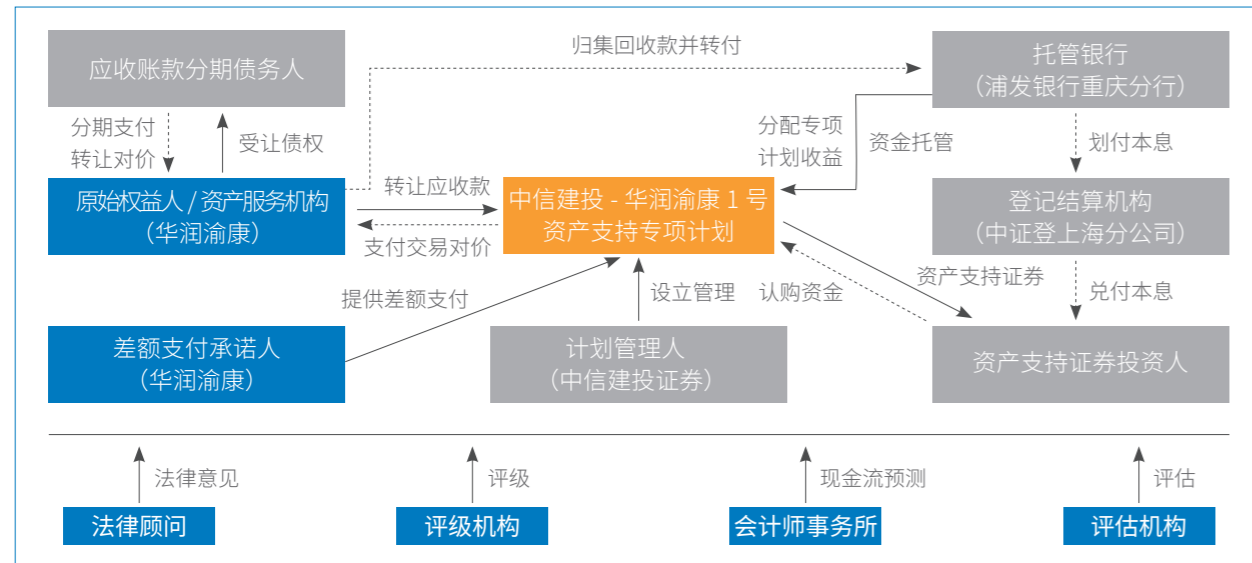 归集回收款并转付
应收账款分期债务人
托管银行
（浦发银行重庆分行）
分期支付
转让对价
受让债权
分配专项
计划收益
资金托管
划付本息
原始权益人 / 资产服务机构
（华润渝康）
转让应收款
支付交易对价
中信建投 - 华润渝康 1 号
资产支持专项计划
登记结算机构
（中证登上海分公司）
提供差额支付
设立管理
认购资金
资产支持证券
兑付本息
差额支付承诺人
（华润渝康）
计划管理人
（中信建投证券）
资产支持证券投资人
法律意见
评级
现金流预测
评估
法律顾问
评级机构
会计师事务所
评估机构